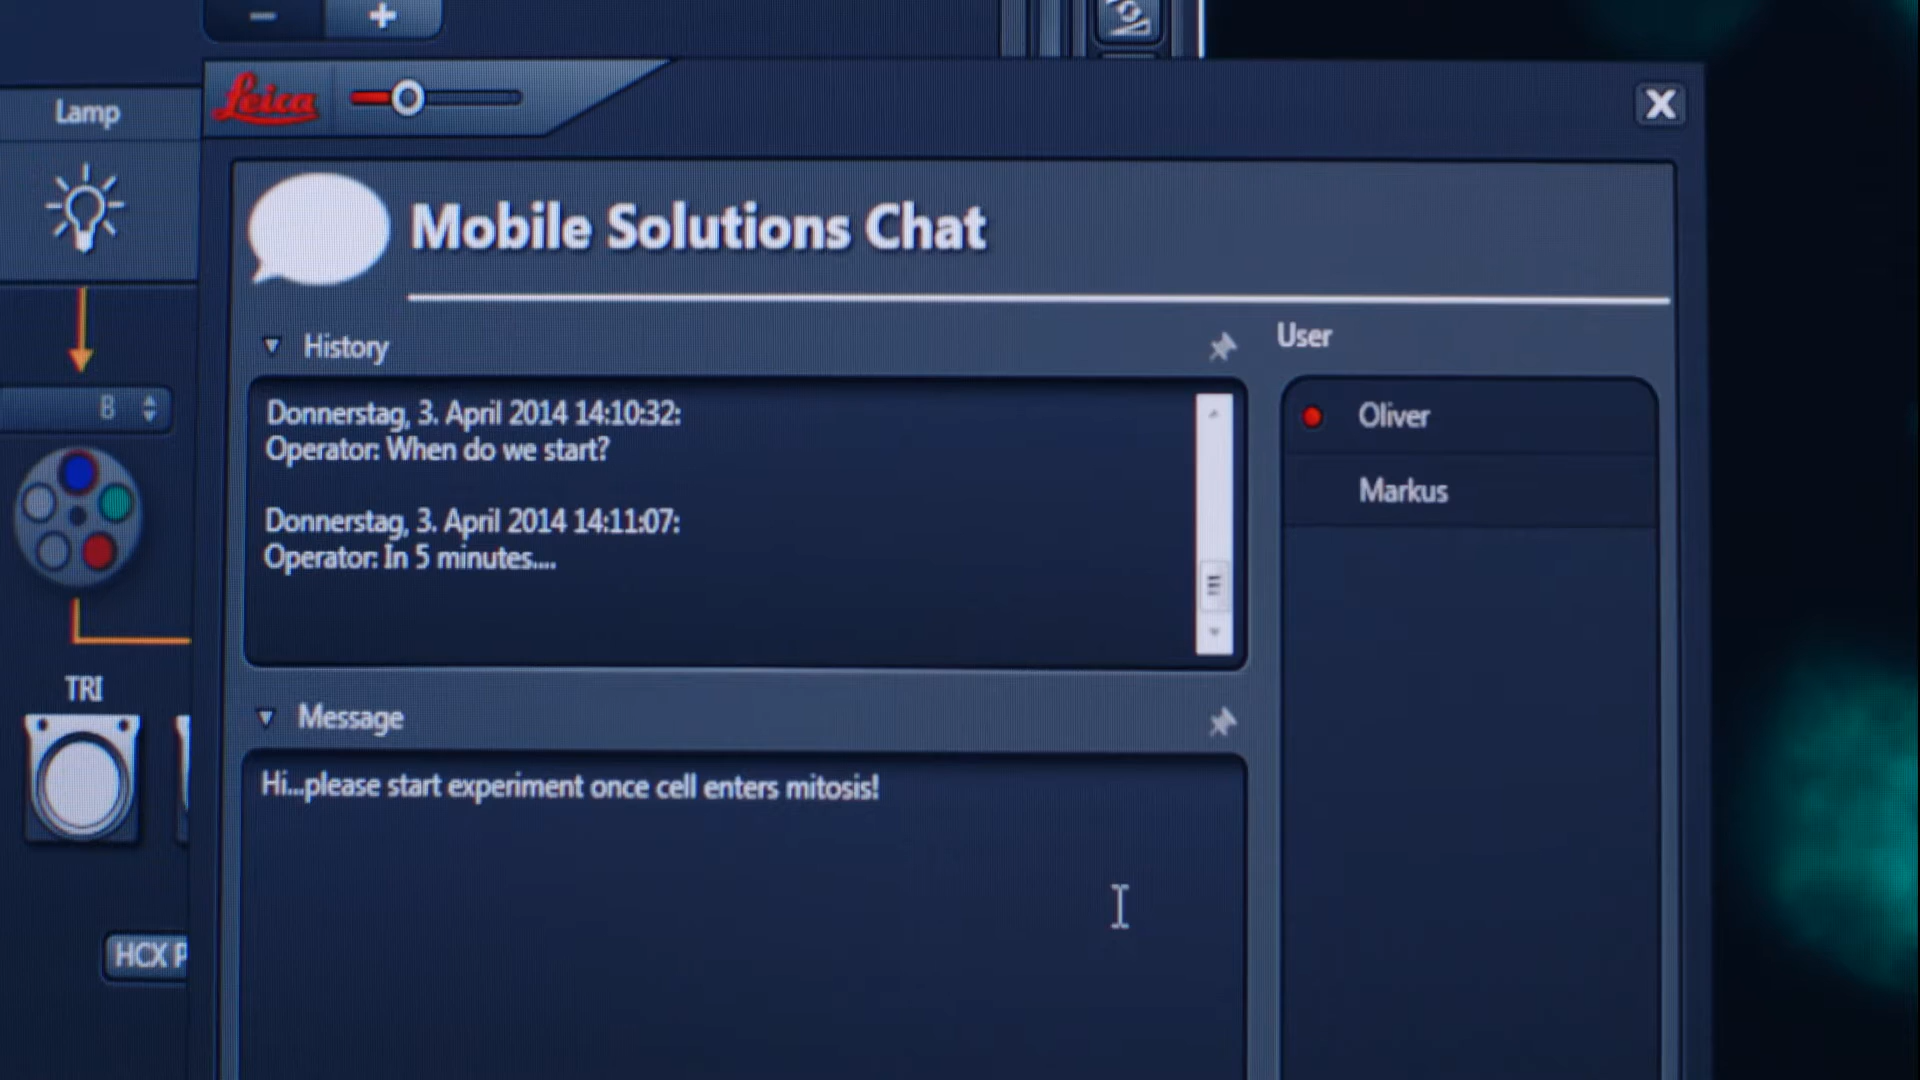 Lamp
Leica
Mobile Solutions Chat
History
User
Donnerstag, 3. April 2014 14:10:32:
Operator: When do we start?
Donnerstag, 3. April 2014 14:11:07:
Operator: In 5 minutes....
Oliver
Markus
B
TRI
Message
Hi...please start experiment once cell enters mitosis!
HCX P